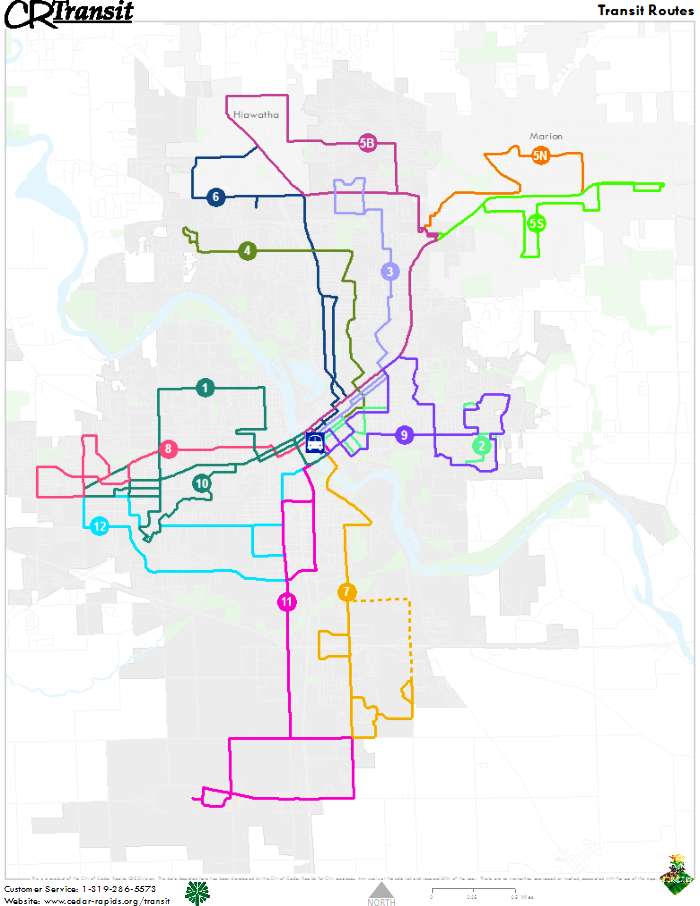 CRTransit
Transit Routes
Hiawatha
Marion
5B
5N
6
5S
4
3
1
9
2
8
10
12
7
11
Customer Service: 1-319-286-5573
Website: www.cedar-rapids.org/transit
NORTH
0